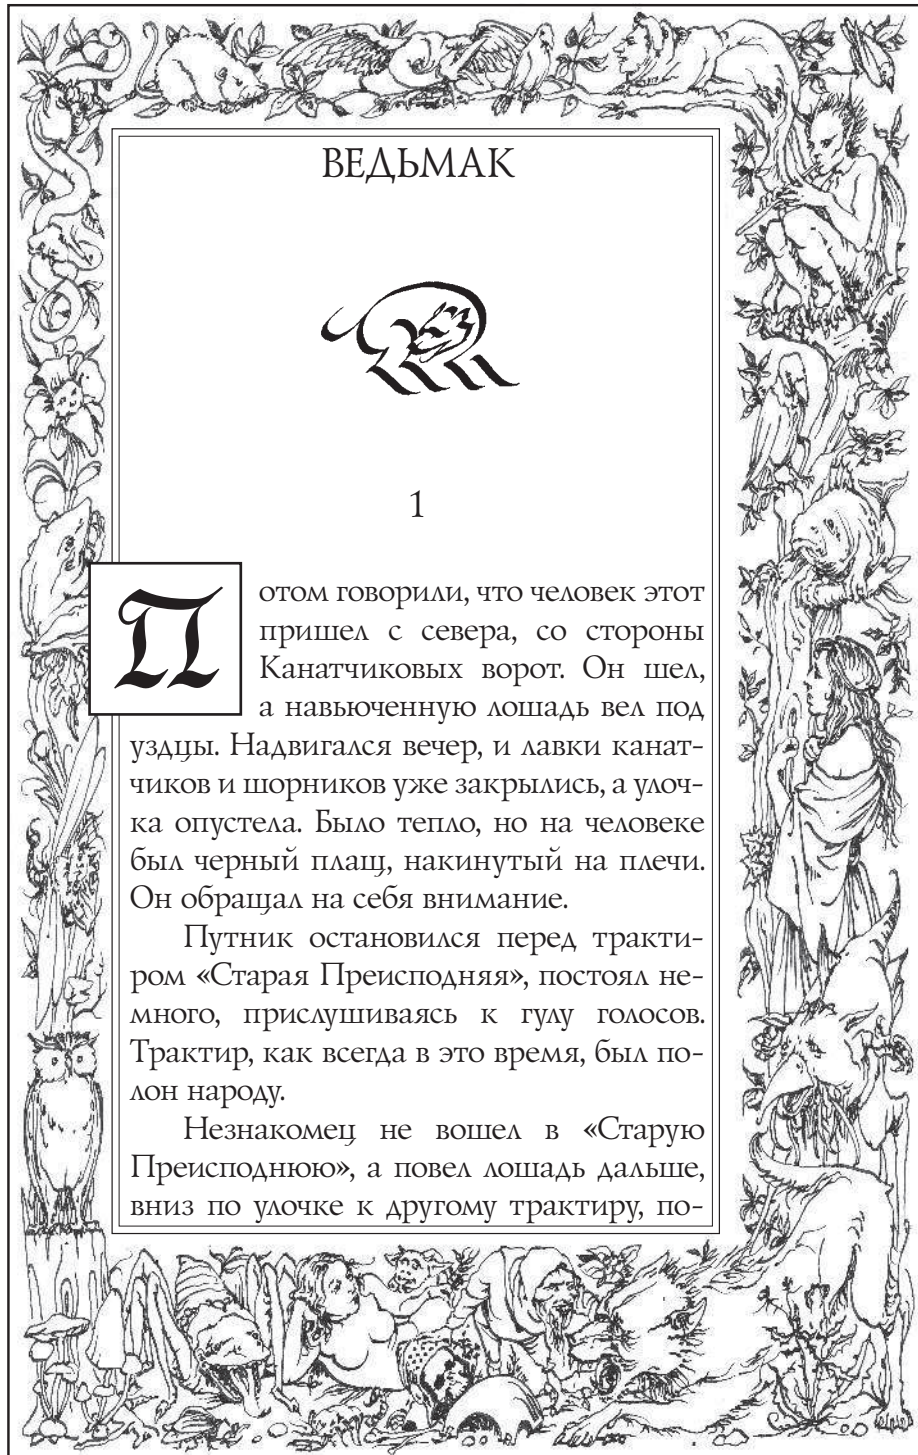 ВЕДЬМАК
1
Потом говорили, что человек этот
пришел с севера, со стороны
Канатчиковых ворот. Он шел,
а навьюченную лошадь вел под
уздцы. Надвигался вечер, и лавки канат-
чиков и шорников уже закрылись, а улоч-
ка опустела. Было тепло, но на человеке
был черный плащ, накинутый на плечи.
Он обращал на себя внимание.
Путник остановился перед тракти-
ром «Старая Преисподняя», постоял не-
много, прислушиваясь к гулу голосов.
Трактир, как всегда в это время, был по-
лон народу.
Незнакомец не вошел в «Старую
Преисподнюю», а повел лошадь дальше,
вниз по улочке к другому трактиру, по-